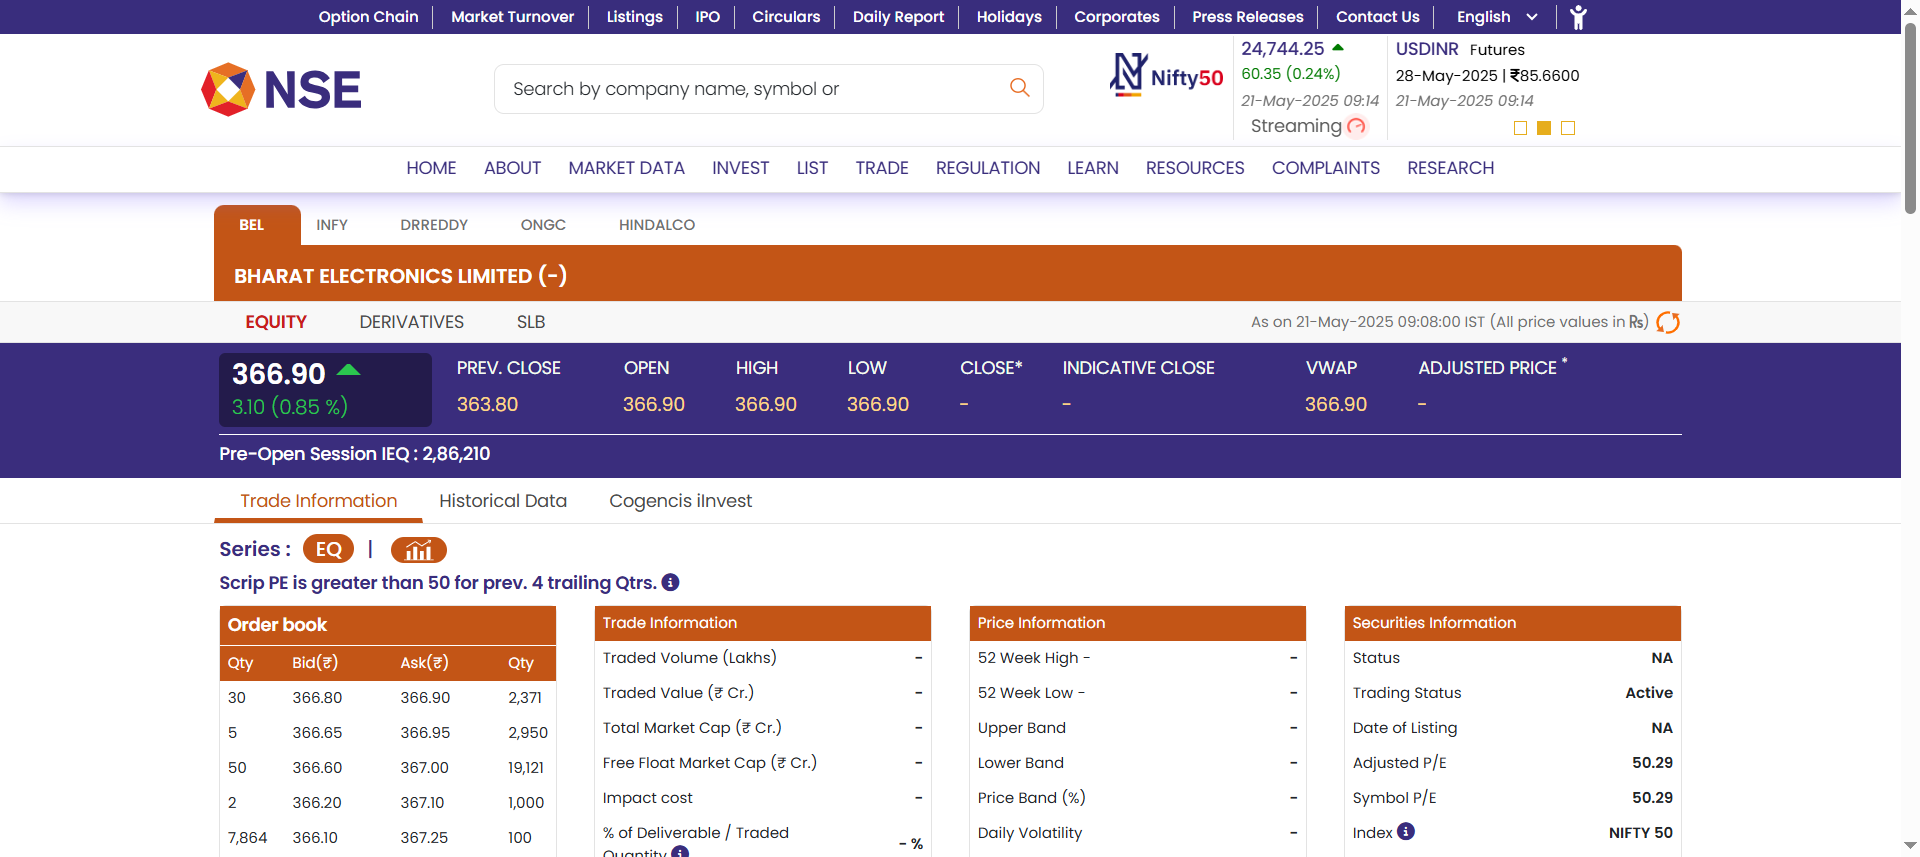 Option Chain Market Turnover Listings IPO Circulars Daily Report Holidays Corporates Press Releases Contact Us English
NSE
Search by company name, symbol or
Nifty50
24,744.25
60.35 (0.24%)
21-May-2025 09:14
Streaming
USDINR Futures
28-May-2025 | ₹85.6600
21-May-2025 09:14
HOME ABOUT MARKET DATA INVEST LIST TRADE REGULATION LEARN RESOURCES COMPLAINTS RESEARCH
BEL INFY DRREDDY ONGC HINDALCO
BHARAT ELECTRONICS LIMITED (-)
EQUITY DERIVATIVES SLB As on 21-May-2025 09:08:00 IST (All price values in ₨)
366.90
3.10 (0.85 %)
PREV. CLOSE OPEN HIGH LOW CLOSE* INDICATIVE CLOSE VWAP ADJUSTED PRICE *
363.80 366.90 366.90 366.90 - - 366.90 -
Pre-Open Session IEQ : 2,86,210
Trade Information Historical Data Cogencis iInvest
Series : EQ |
Scrip PE is greater than 50 for prev. 4 trailing Qtrs.
Order book
Qty Bid(₹) Ask(₹) Qty
30 366.80 366.90 2,371
5 366.65 366.95 2,950
50 366.60 367.00 19,121
2 366.20 367.10 1,000
7,864 366.10 367.25 100
Trade Information
Traded Volume (Lakhs) -
Traded Value (₹ Cr.) -
Total Market Cap (₹ Cr.) -
Free Float Market Cap (₹ Cr.) -
Impact cost -
% of Deliverable / Traded
Quantity - %
Price Information
52 Week High - -
52 Week Low - -
Upper Band -
Lower Band -
Price Band (%) -
Daily Volatility -
Securities Information
Status NA
Trading Status Active
Date of Listing NA
Adjusted P/E 50.29
Symbol P/E 50.29
Index NIFTY 50